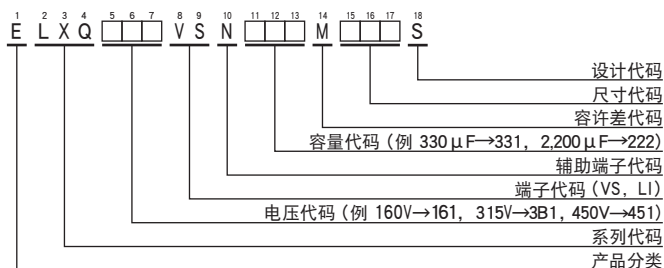 1 2 3 4 5 6 7 8 9 10 11 12 13 14 15 16 17 18
E L X Q □□□ V S N □□□ M □□□ S
设计代码
尺寸代码
容许差代码
容量代码（例 330μF→331，2,200μF→222）
辅助端子代码
端子代码（VS，LI）
电压代码（例 160V→161，315V→3B1，450V→451）
系列代码
产品分类